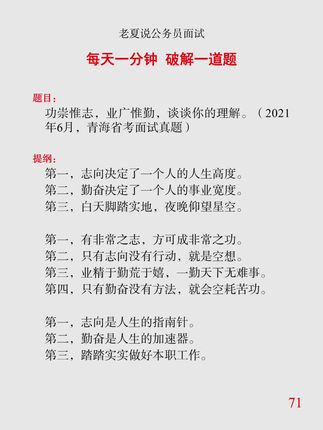 老夏说公务员面试
每天一分钟 破解一道题
题目：
功崇惟志，业广惟勤，谈谈你的理解。（2021
年6月，青海省考面试真题）
提纲：
第一，志向决定了一个人的人生高度。
第二，勤奋决定了一个人的事业宽度。
第三，白天脚踏实地，夜晚仰望星空。
第一，有非常之志，方可成非常之功。
第二，只有志向没有行动，就是空想。
第三，业精于勤荒于嬉，一勤天下无难事。
第四，只有勤奋没有方法，就会空耗苦功。
第一，志向是人生的指南针。
第二，勤奋是人生的加速器。
第三，踏踏实实做好本职工作。
71